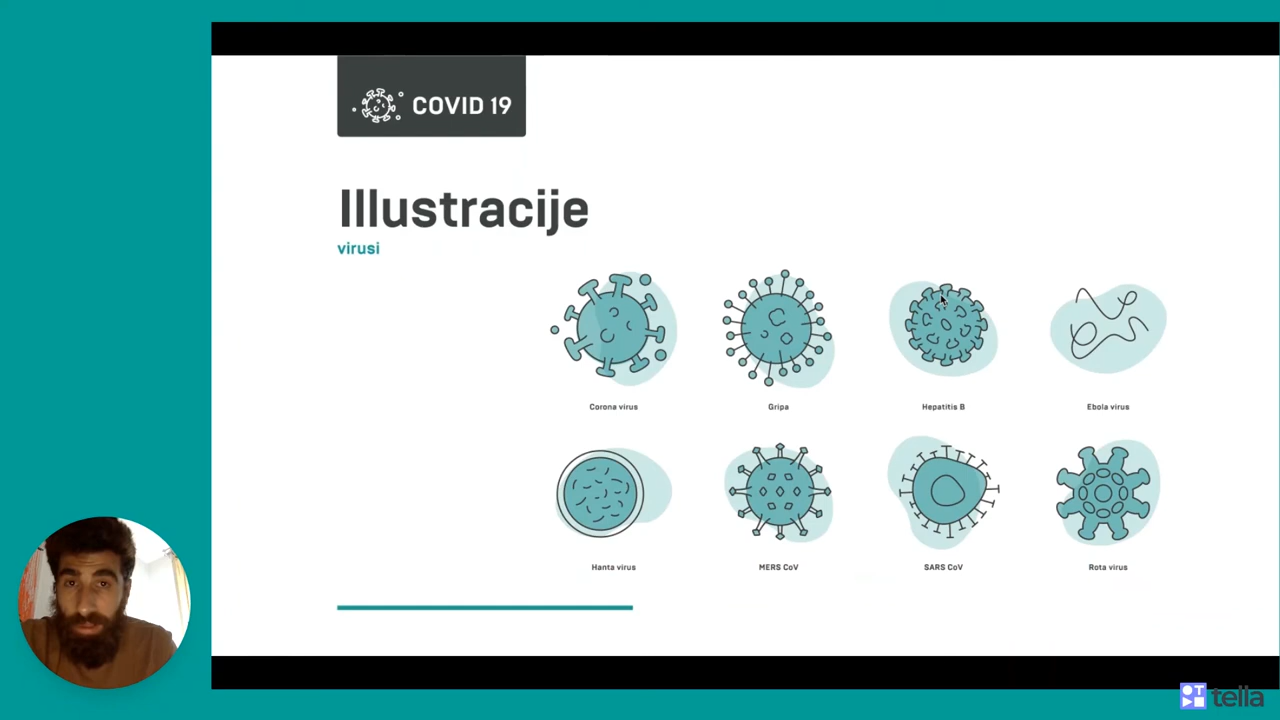 COVID 19
Illustracije
virusi
Corona virus
Gripa
Hepatitis B
Ebola virus
Hanta virus
MERS CoV
SARS CoV
Rota virus
tella